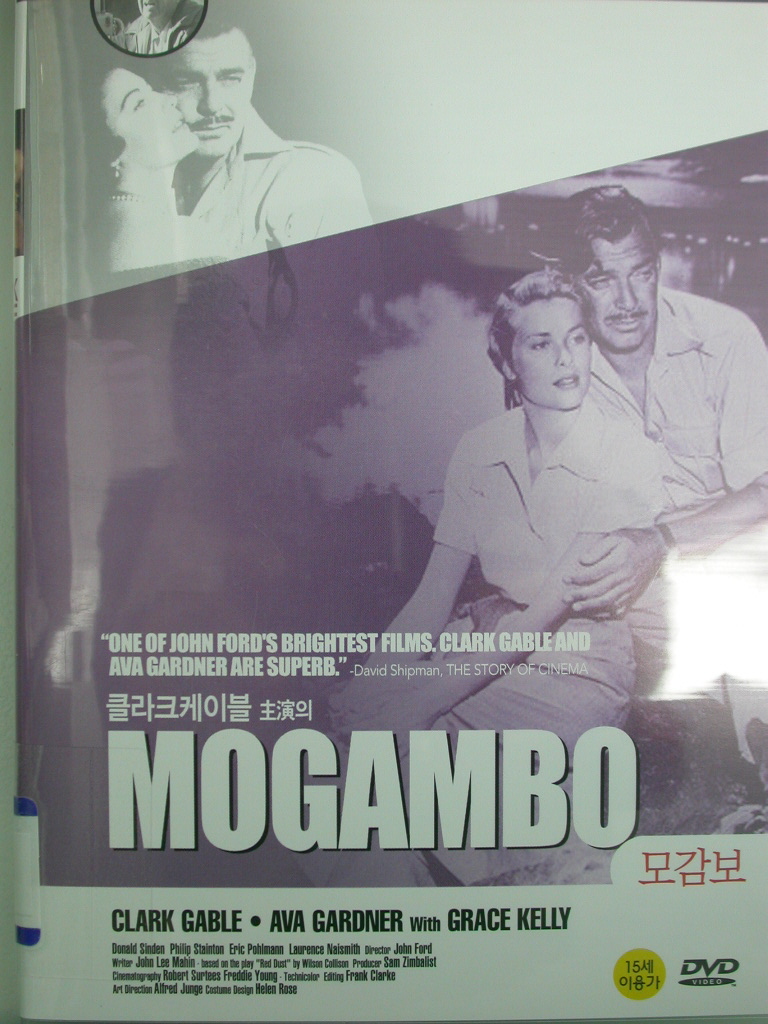 "ONE OF JOHN FORD'S BRIGHTEST FILMS. CLARK GABLE AND
AVA GARDNER ARE SUPERB." -David Shipman, THE STORY OF CINEMA
클라크케이블 主演의
MOGAMBO
모감보
CLARK GABLE • AVA GARDNER With GRACE KELLY
Donald Sinden Philip Stainton Eric Pohlmann Laurence Naismith Director John Ford
Writer John Lee Mahin · based on the play "Red Dust" by Wilson Collison Producer Sam Zimbalist
Cinematography Robert Surtees Freddie Young · Technicolor Editing Frank Clarke
Art Direction Alfred Junge Costume Design Helen Rose
15세
이용가
DVD
VIDEO